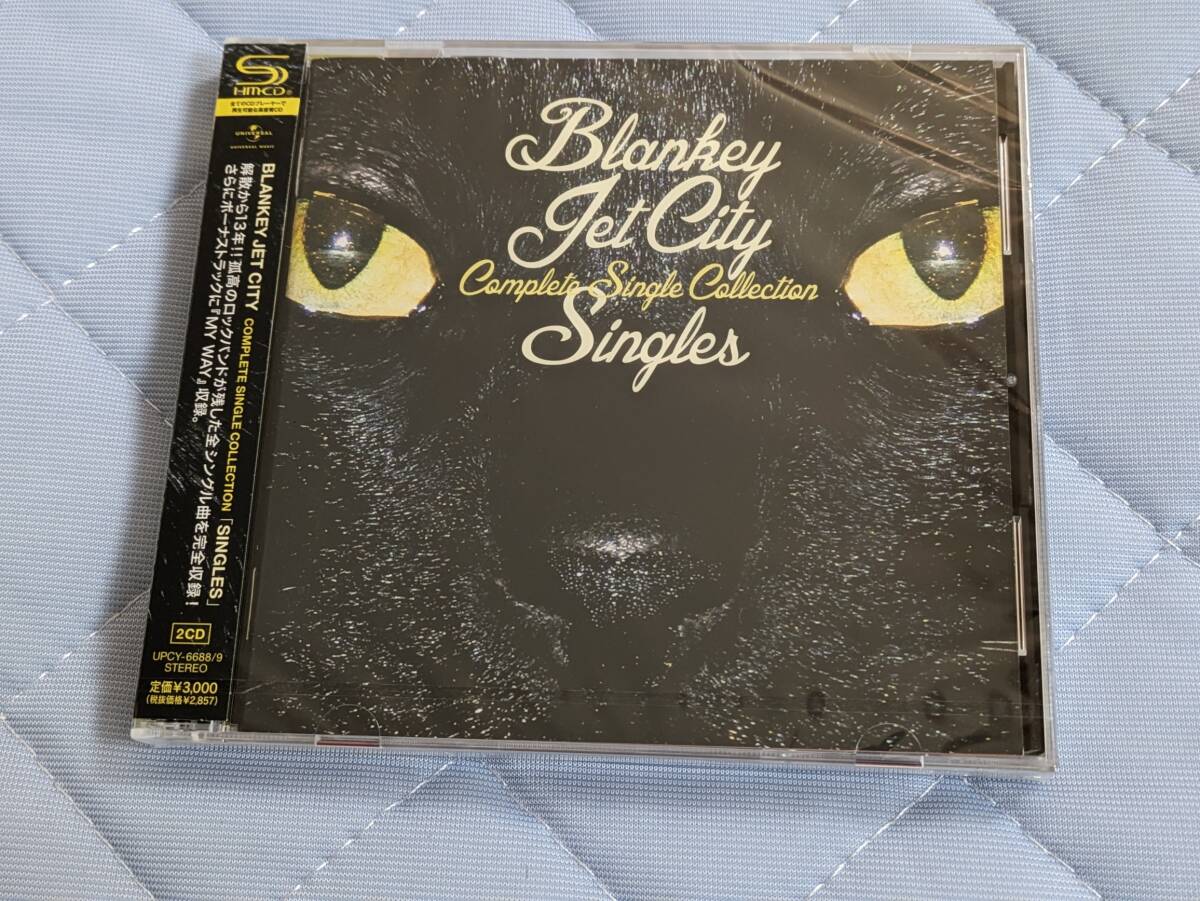 SHM-CD®
全てのCDプレーヤーで
再生可能な高音質CD
UNIVERSAL
UNIVERSAL MUSIC
BLANKEY JET CITY COMPLETE SINGLE COLLECTION「SINGLES」
解散から13年!! 孤高のロックバンドが残した全シングル曲を完全収録!
さらにボーナストラックに『MY WAY』収録。
2CD
UPCY-6688/9
STEREO
定価¥3,000
(税抜価格¥2,857)
Blankey
Jet City
Complete Single Collection
Singles